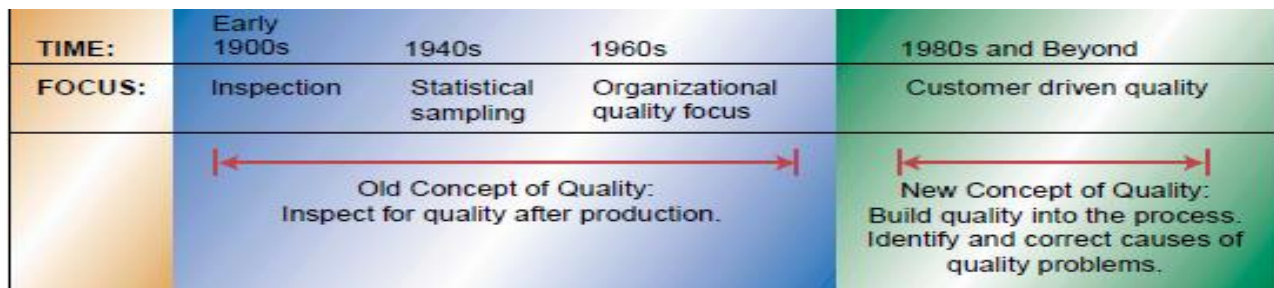 TIME:
Early
1900s
1940s
1960s
1980s and Beyond
FOCUS:
Inspection
Statistical
sampling
Organizational
quality focus
Customer driven quality
Old Concept of Quality:
Inspect for quality after production.
New Concept of Quality:
Build quality into the process.
Identify and correct causes of
quality problems.